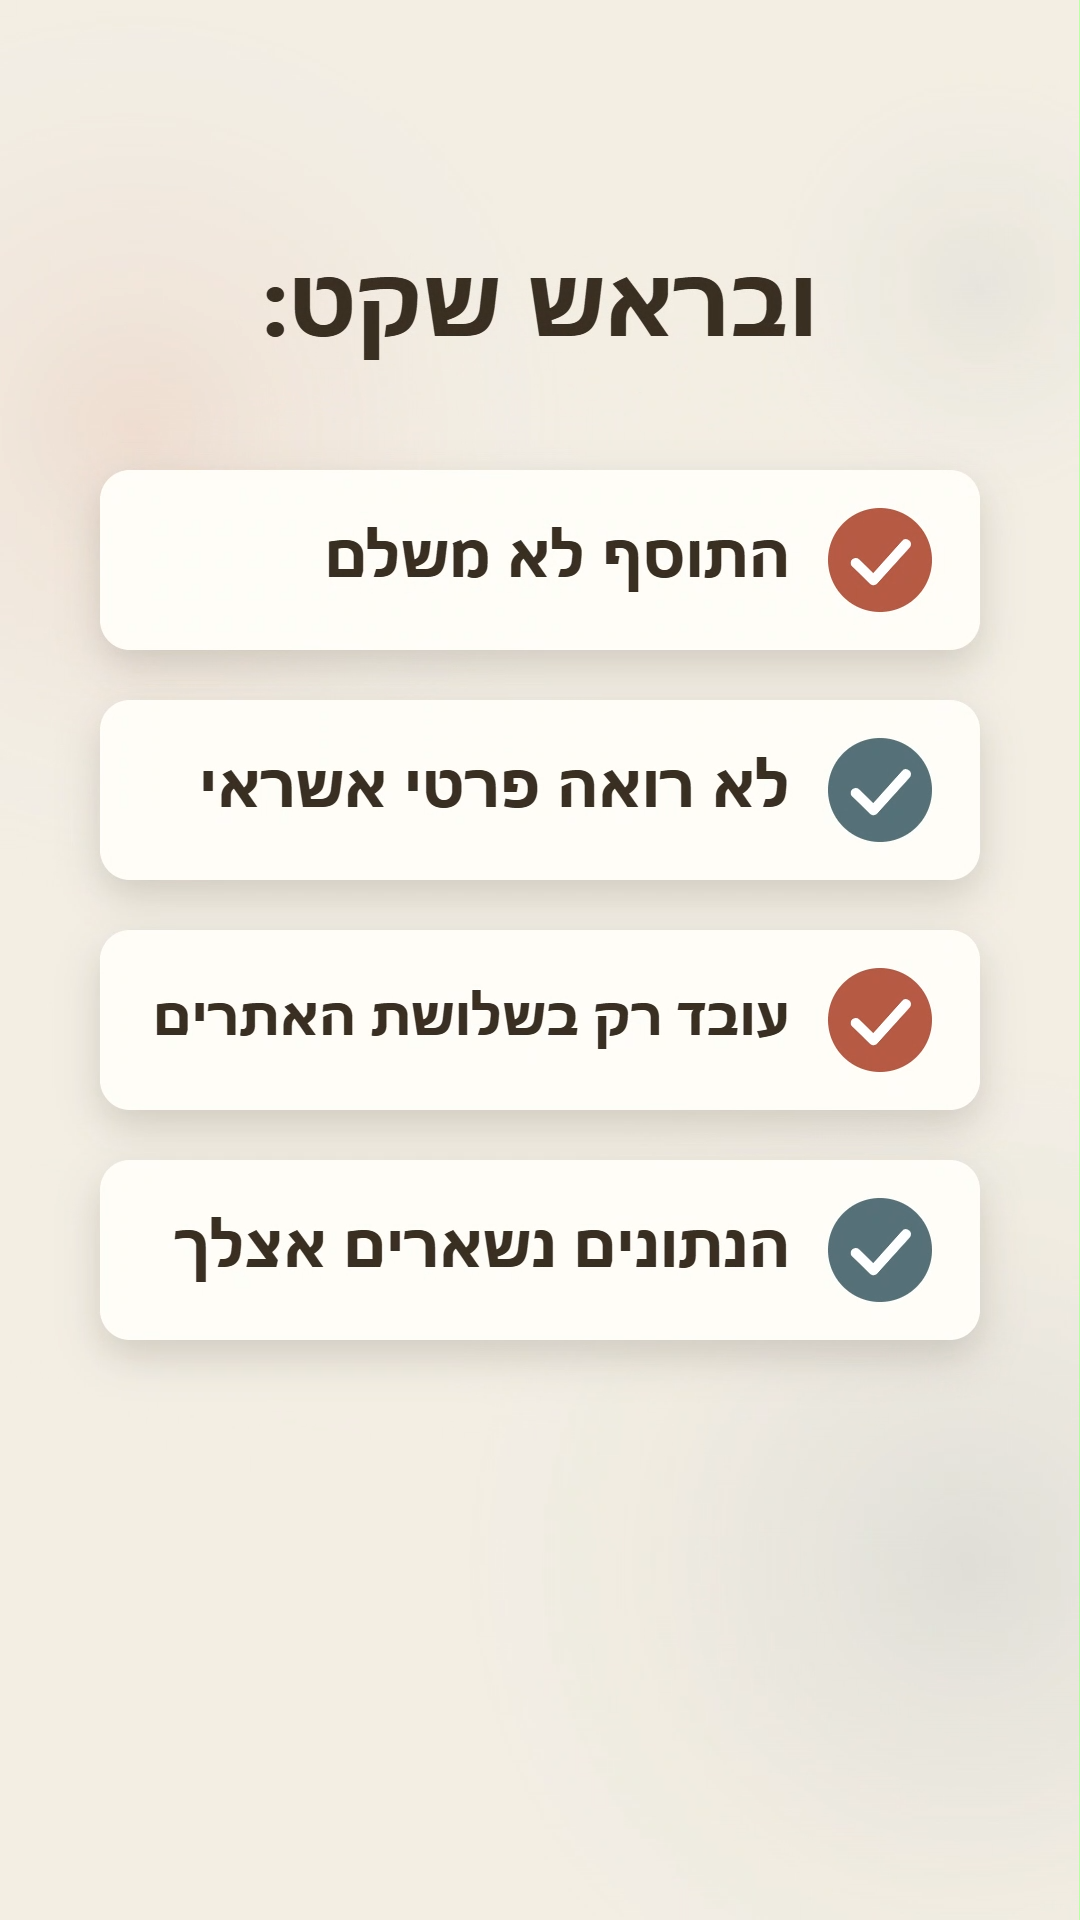 ובראש שקט:
התוסף לא משלם
לא רואה פרטי אשראי
עובד רק בשלושת האתרים
הנתונים נשארים אצלך